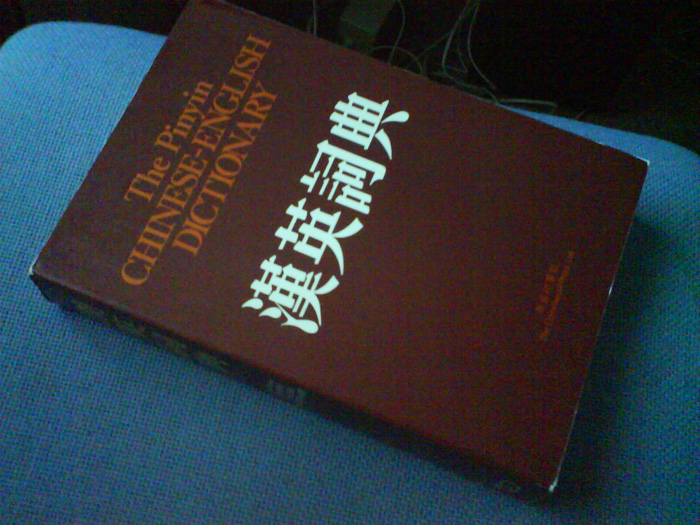 The Pinyin
CHINESE-ENGLISH
DICTIONARY
漢英詞典